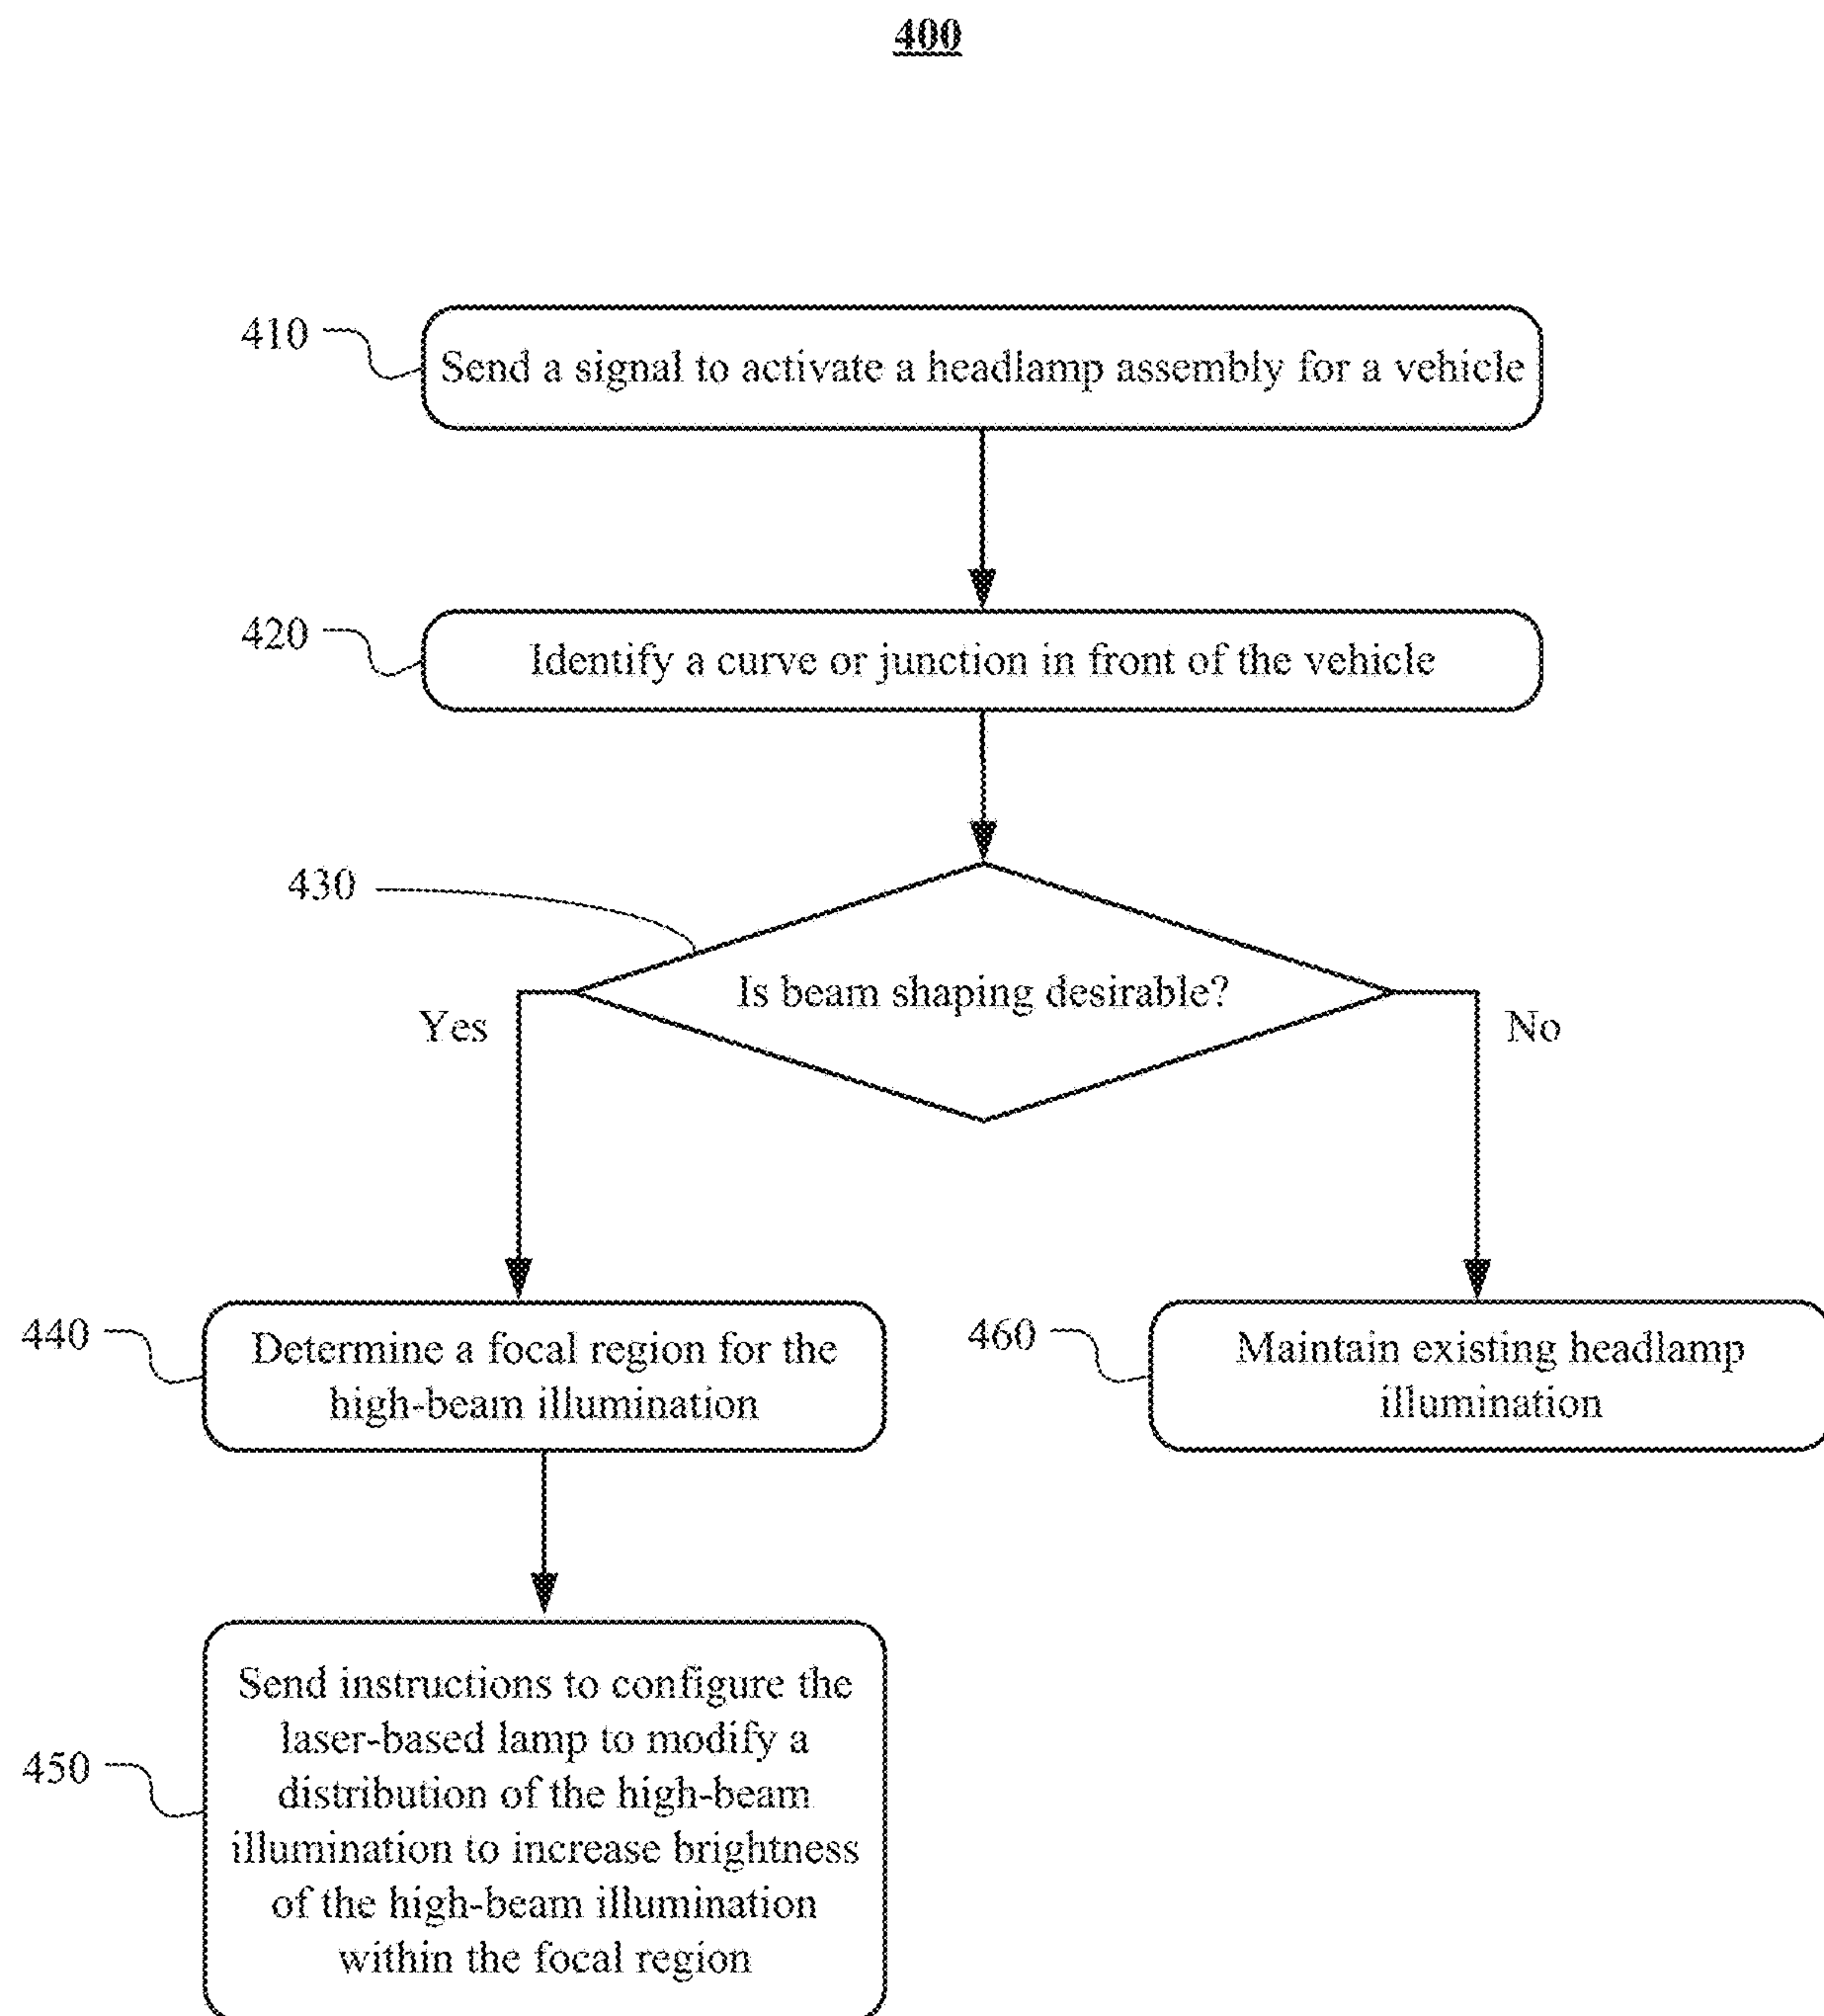 400
410
Send a signal to activate a headlamp assembly for a vehicle
420
Identify a curve or junction in front of the vehicle
430
Is beam shaping desirable?
Yes
No
440
Determine a focal region for the
high-beam illumination
460
Maintain existing headlamp
illumination
450
Send instructions to configure the
laser-based lamp to modify a
distribution of the high-beam
illumination to increase brightness
of the high-beam illumination
within the focal region